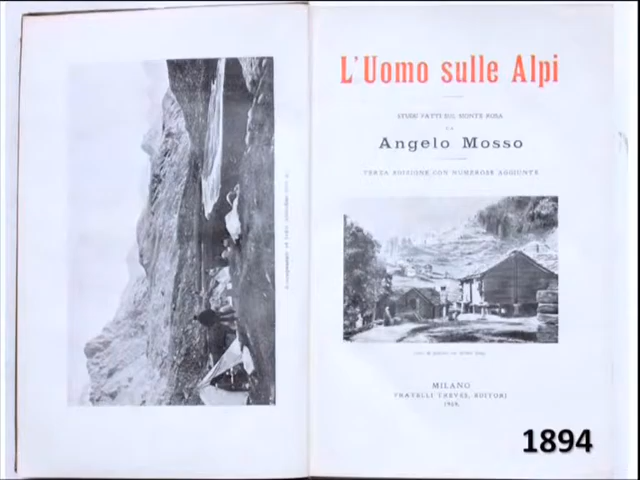 L'Uomo sulle Alpi
STUDI FATTI SUL MONTE ROSA
DA
Angelo Mosso
TERZA EDIZIONE CON NUMEROSE AGGIUNTE
MILANO
FRATELLI TREVES, EDITORI
1894